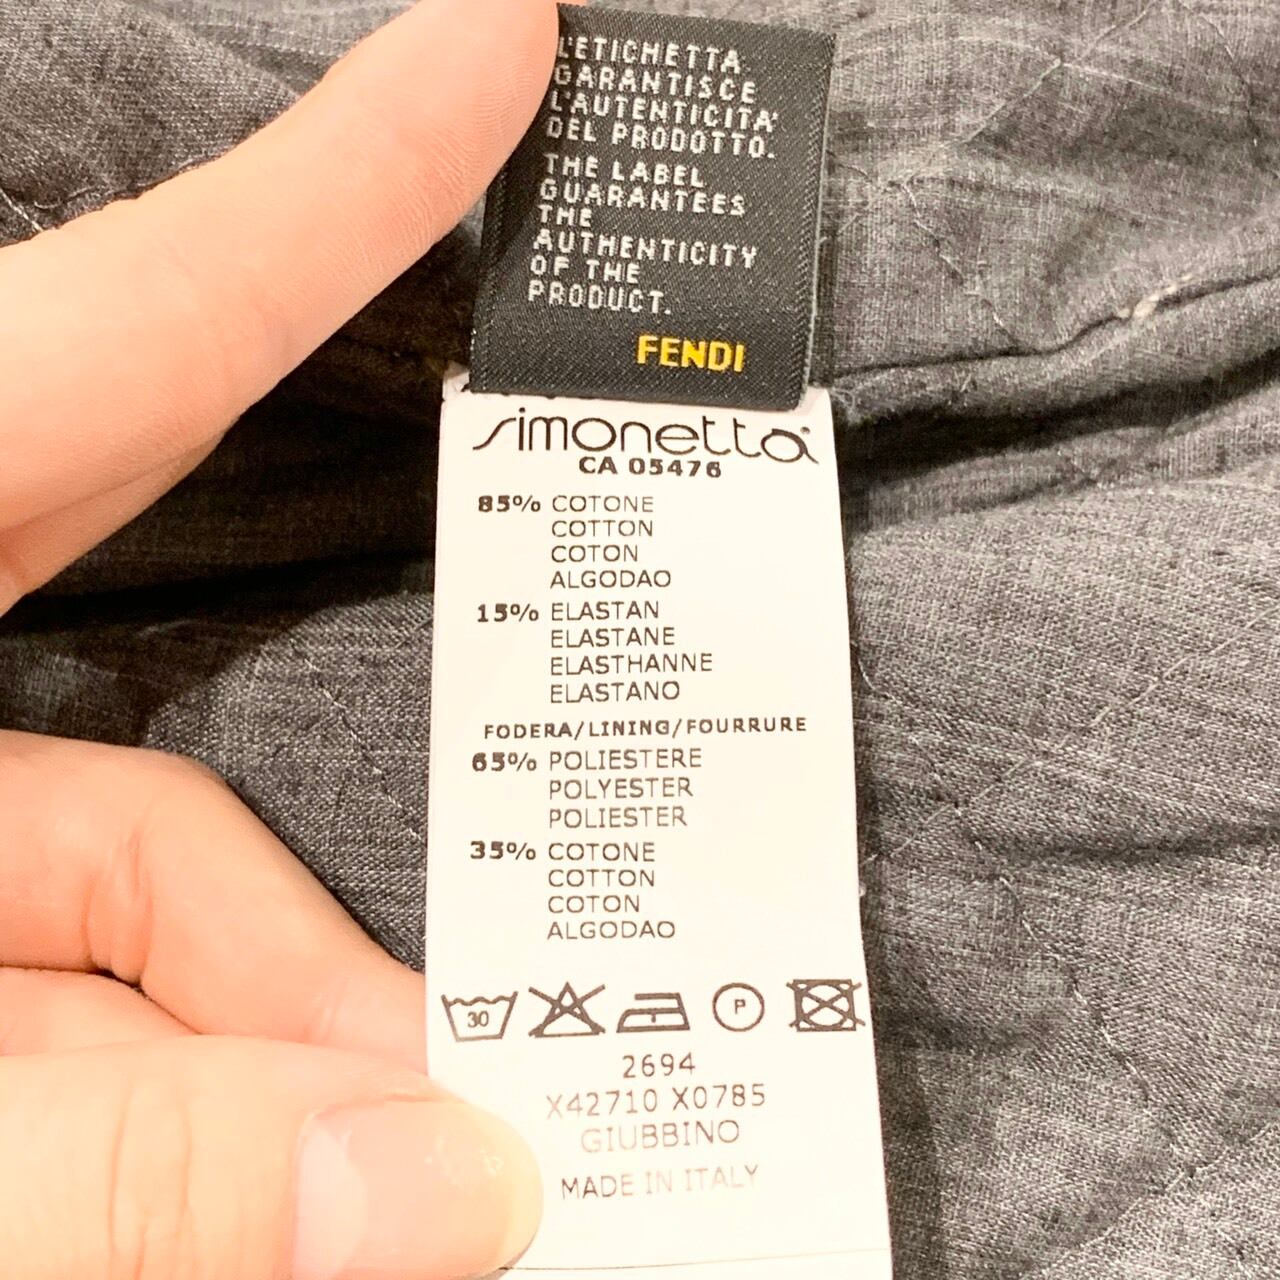 L'ETICHETTA
GARANTISCE
L'AUTENTICITA'
DEL PRODOTTO.
THE LABEL
GUARANTEES
THE
AUTHENTICITY
OF THE
PRODUCT.
FENDI
simonetta
CA 05476
85% COTONE
COTTON
COTON
ALGODAO
15% ELASTAN
ELASTANE
ELASTHANNE
ELASTANO
FODERA/LINING/FOURRURE
65% POLIESTERE
POLYESTER
POLIESTER
35% COTONE
COTTON
COTON
ALGODAO
30 P
2694
X42710 X0785
GIUBBINO
MADE IN ITALY